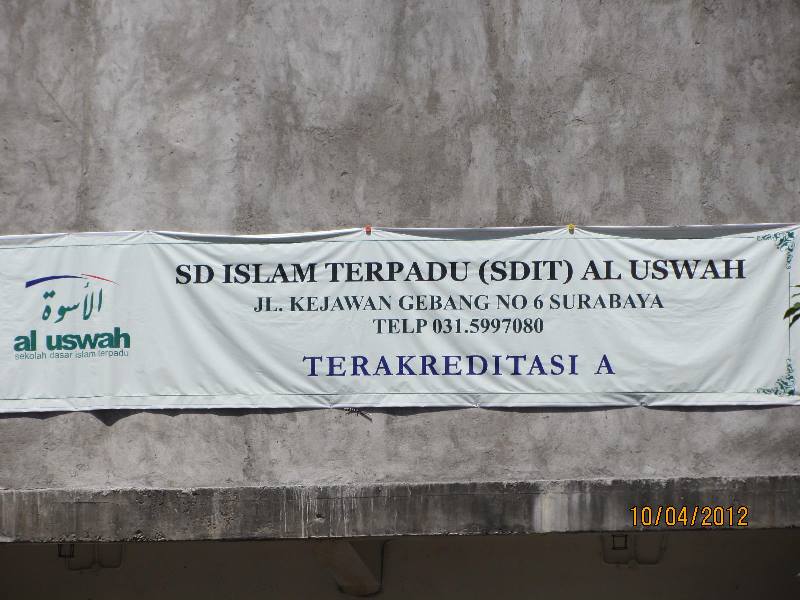 الأسوة
al uswah
sekolah dasar islam terpadu
SD ISLAM TERPADU (SDIT) AL USWAH
JL. KEJAWAN GEBANG NO 6 SURABAYA
TELP 031.5997080
TERAKREDITASI A
10/04/2012